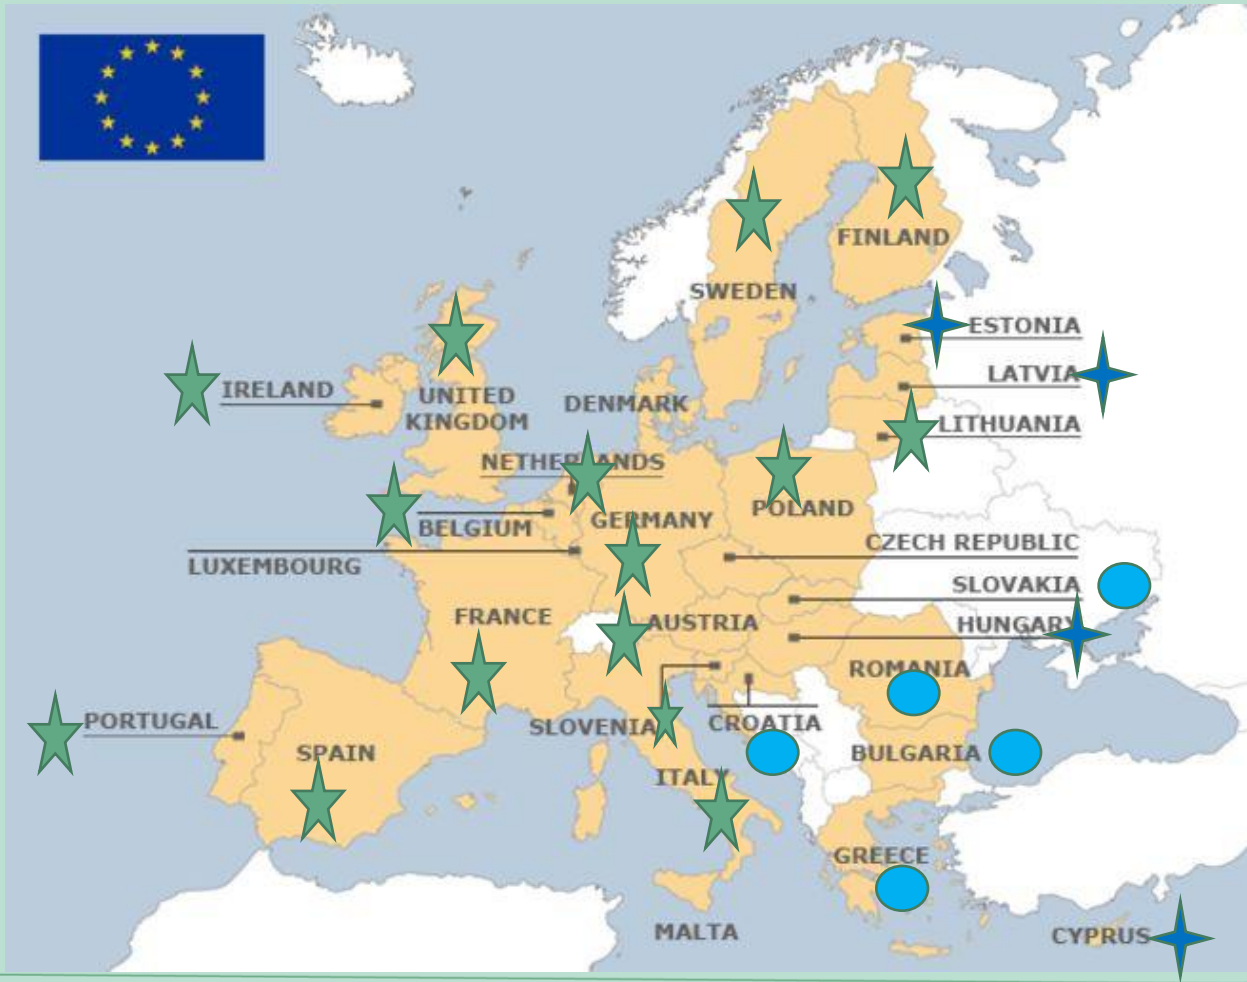 FINLAND
SWEDEN
ESTONIA
LATVIA
IRELAND
UNITED
KINGDOM
DENMARK
LITHUANIA
NETHERLANDS
POLAND
BELGIUM
GERMANY
CZECH REPUBLIC
LUXEMBOURG
SLOVAKIA
FRANCE
AUSTRIA
HUNGARY
ROMANIA
PORTUGAL
SLOVENIA
CROATIA
SPAIN
BULGARIA
ITALY
GREECE
MALTA
CYPRUS